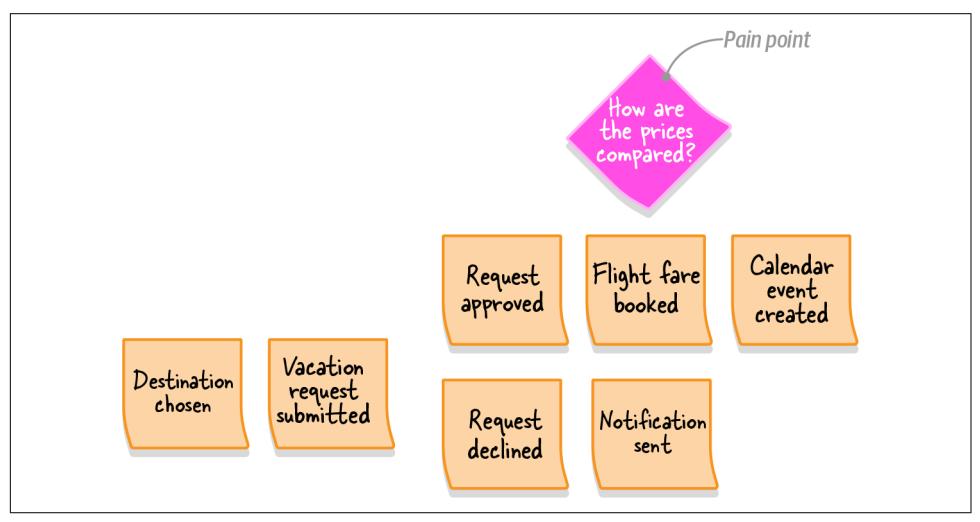 Pain point
How are
the prices
compared?
Request
approved
Flight fare
booked
Calendar
event
created
Destination
chosen
Vacation
request
submitted
Request
declined
Notification
sent